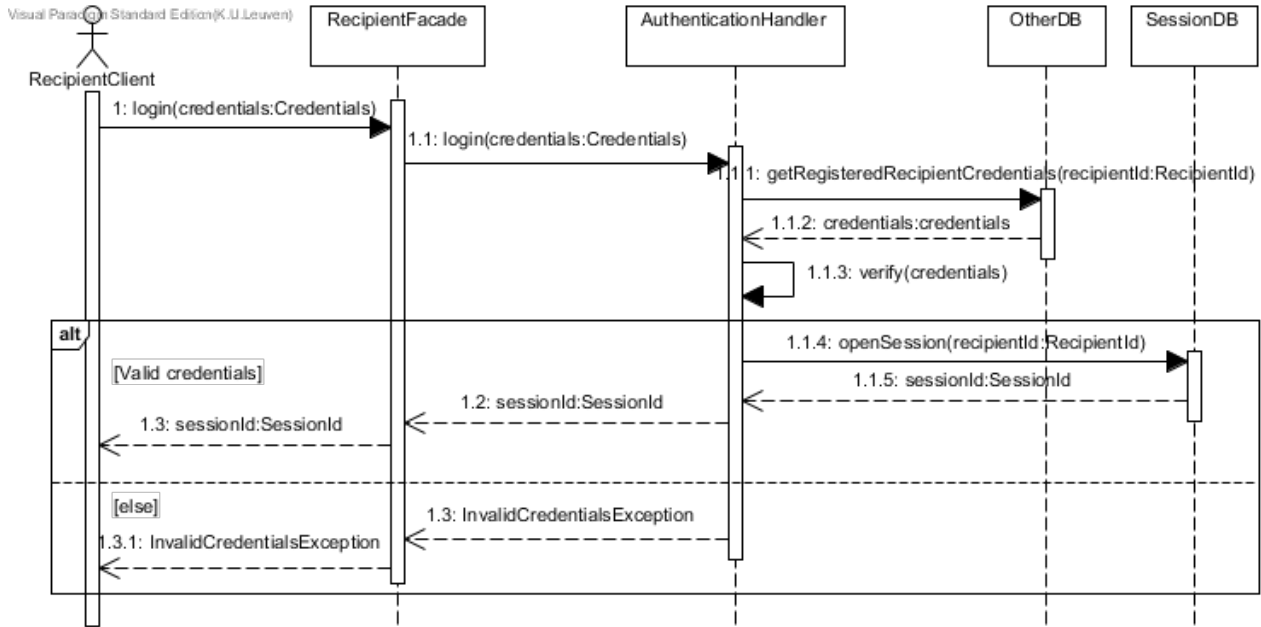 Visual Paradigm Standard Edition(K.U.Leuven)
RecipientFacade
AuthenticationHandler
OtherDB
SessionDB
RecipientClient
1: login(credentials:Credentials)
1.1: login(credentials:Credentials)
1.1.1: getRegisteredRecipientCredentials(recipientId:RecipientId)
1.1.2: credentials:credentials
1.1.3: verify(credentials)
alt
1.1.4: openSession(recipientId:RecipientId)
[Valid credentials]
1.1.5: sessionId:SessionId
1.2: sessionId:SessionId
1.3: sessionId:SessionId
[else]
1.3: InvalidCredentialsException
1.3.1: InvalidCredentialsException